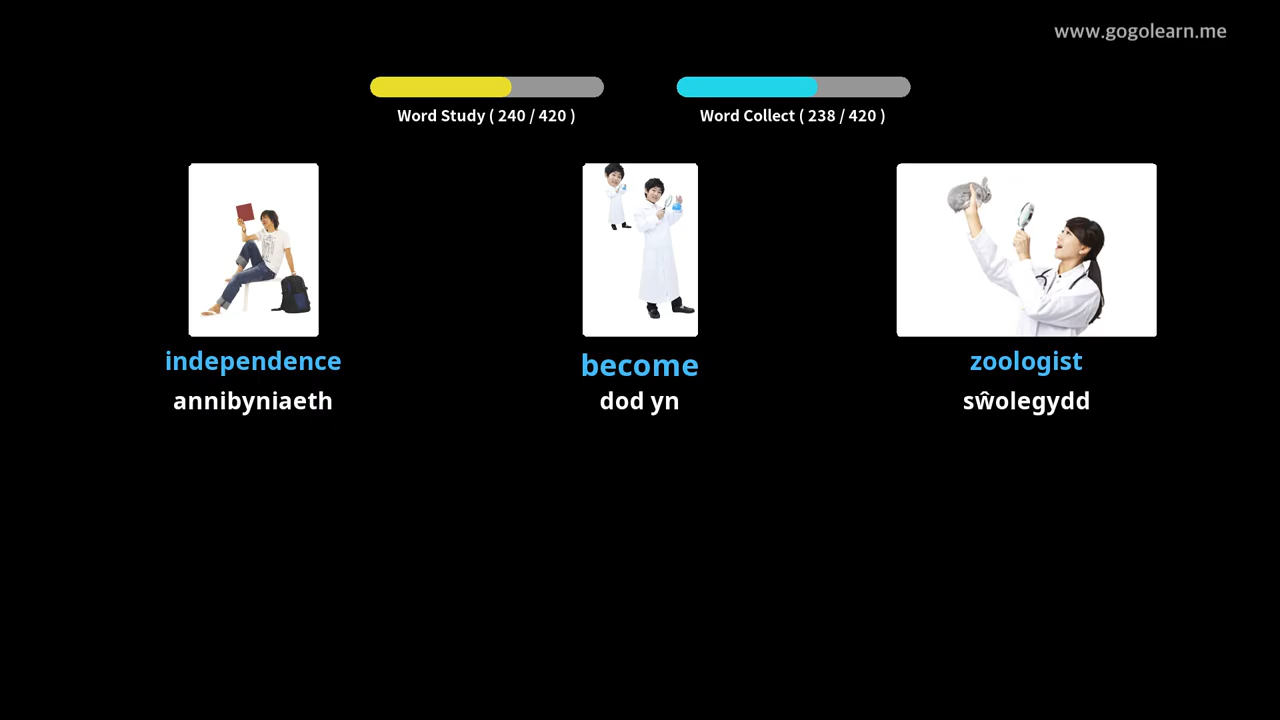 www.gogolearn.me
Word Study ( 240 / 420 )
Word Collect ( 238 / 420 )
independence
annibyniaeth
become
dod yn
zoologist
sŵolegydd